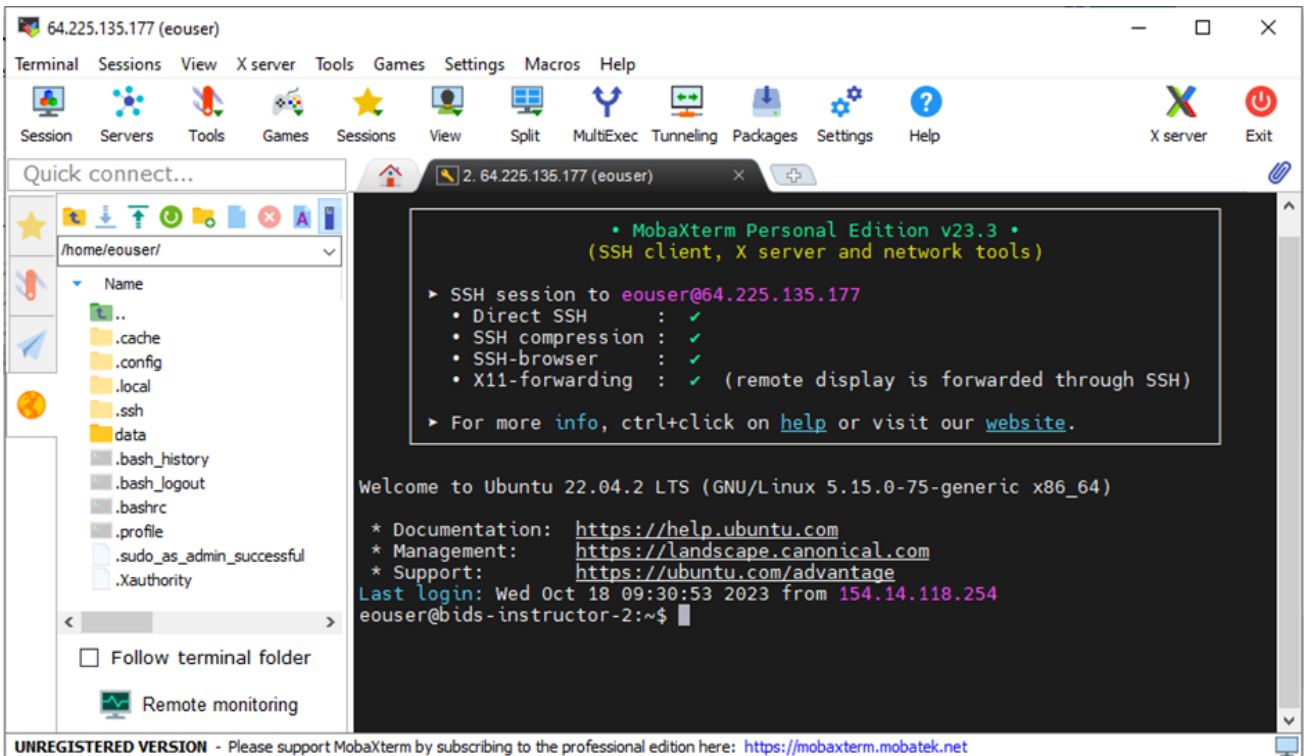 64.225.135.177 (eouser)
Terminal Sessions View X server Tools Games Settings Macros Help
Session Servers Tools Games Sessions View Split MultiExec Tunneling Packages Settings Help X server Exit
Quick connect...
2. 64.225.135.177 (eouser)
/home/eouser/
Name
..
.cache
.config
.local
.ssh
data
.bash_history
.bash_logout
.bashrc
.profile
.sudo_as_admin_successful
.Xauthority
Follow terminal folder
Remote monitoring
• MobaXterm Personal Edition v23.3 •
(SSH client, X server and network tools)
➤ SSH session to eouser@64.225.135.177
• Direct SSH : ✔
• SSH compression : ✔
• SSH-browser : ✔
• X11-forwarding : ✔ (remote display is forwarded through SSH)
➤ For more info, ctrl+click on help or visit our website.
Welcome to Ubuntu 22.04.2 LTS (GNU/Linux 5.15.0-75-generic x86_64)
* Documentation: https://help.ubuntu.com
* Management: https://landscape.canonical.com
* Support: https://ubuntu.com/advantage
Last login: Wed Oct 18 09:30:53 2023 from 154.14.118.254
eouser@bids-instructor-2:~$
UNREGISTERED VERSION - Please support MobaXterm by subscribing to the professional edition here: https://mobaxterm.mobatek.net